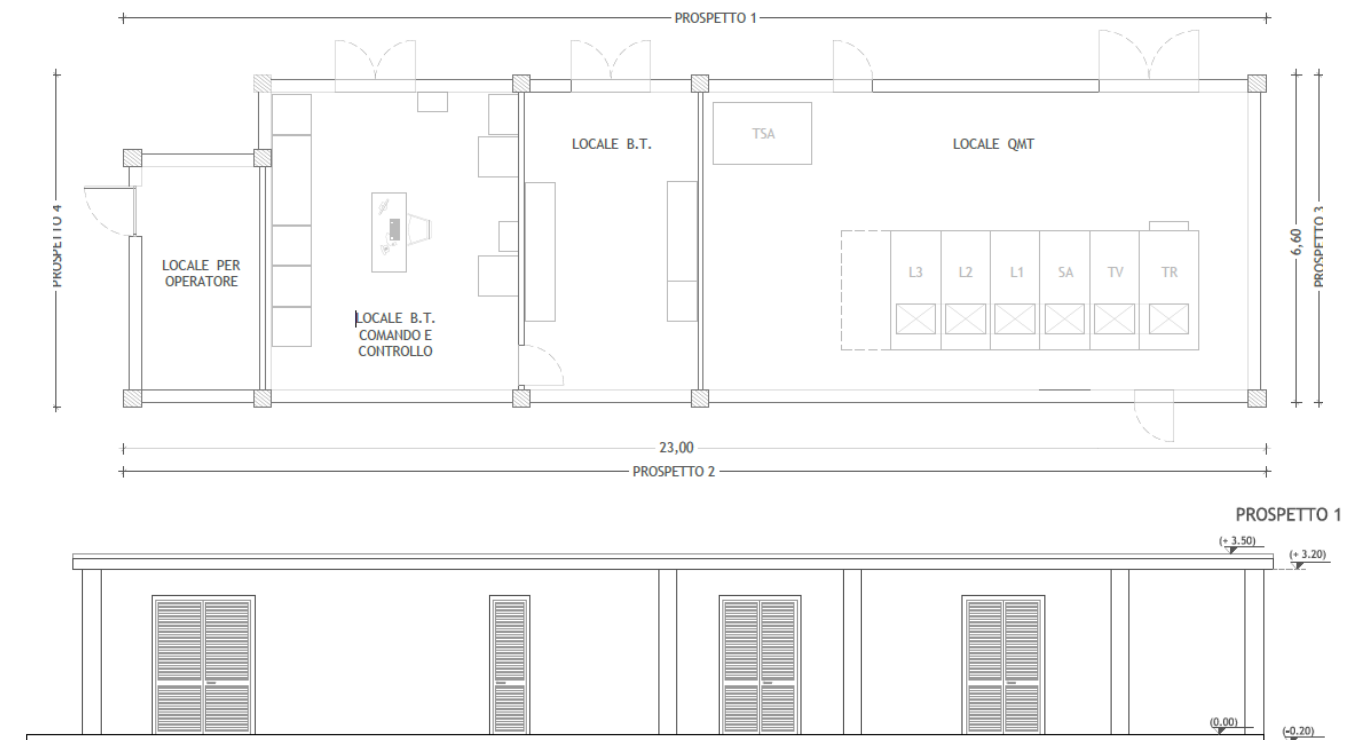 PROSPETTO 1
LOCALE B.T.
TSA
LOCALE QMT
PROSPETTO 4
LOCALE PER
OPERATORE
LOCALE B.T.
COMANDO E
CONTROLLO
L3
L2
L1
SA
TV
TR
6,60
PROSPETTO 3
23,00
PROSPETTO 2
PROSPETTO 1
(+ 3.50)
(+ 3.20)
(0.00)
(-0.20)